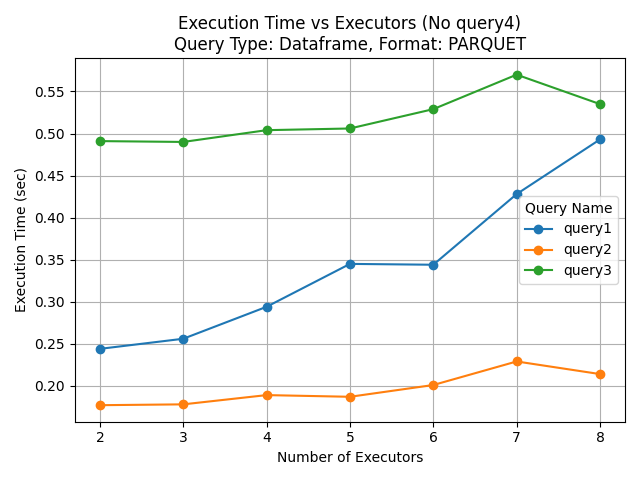 Execution Time vs Executors (No query4)
Query Type: Dataframe, Format: PARQUET
Execution Time (sec)
0.55
0.50
0.45
0.40
0.35
0.30
0.25
0.20
Query Name
query1
query2
query3
2 3 4 5 6 7 8
Number of Executors